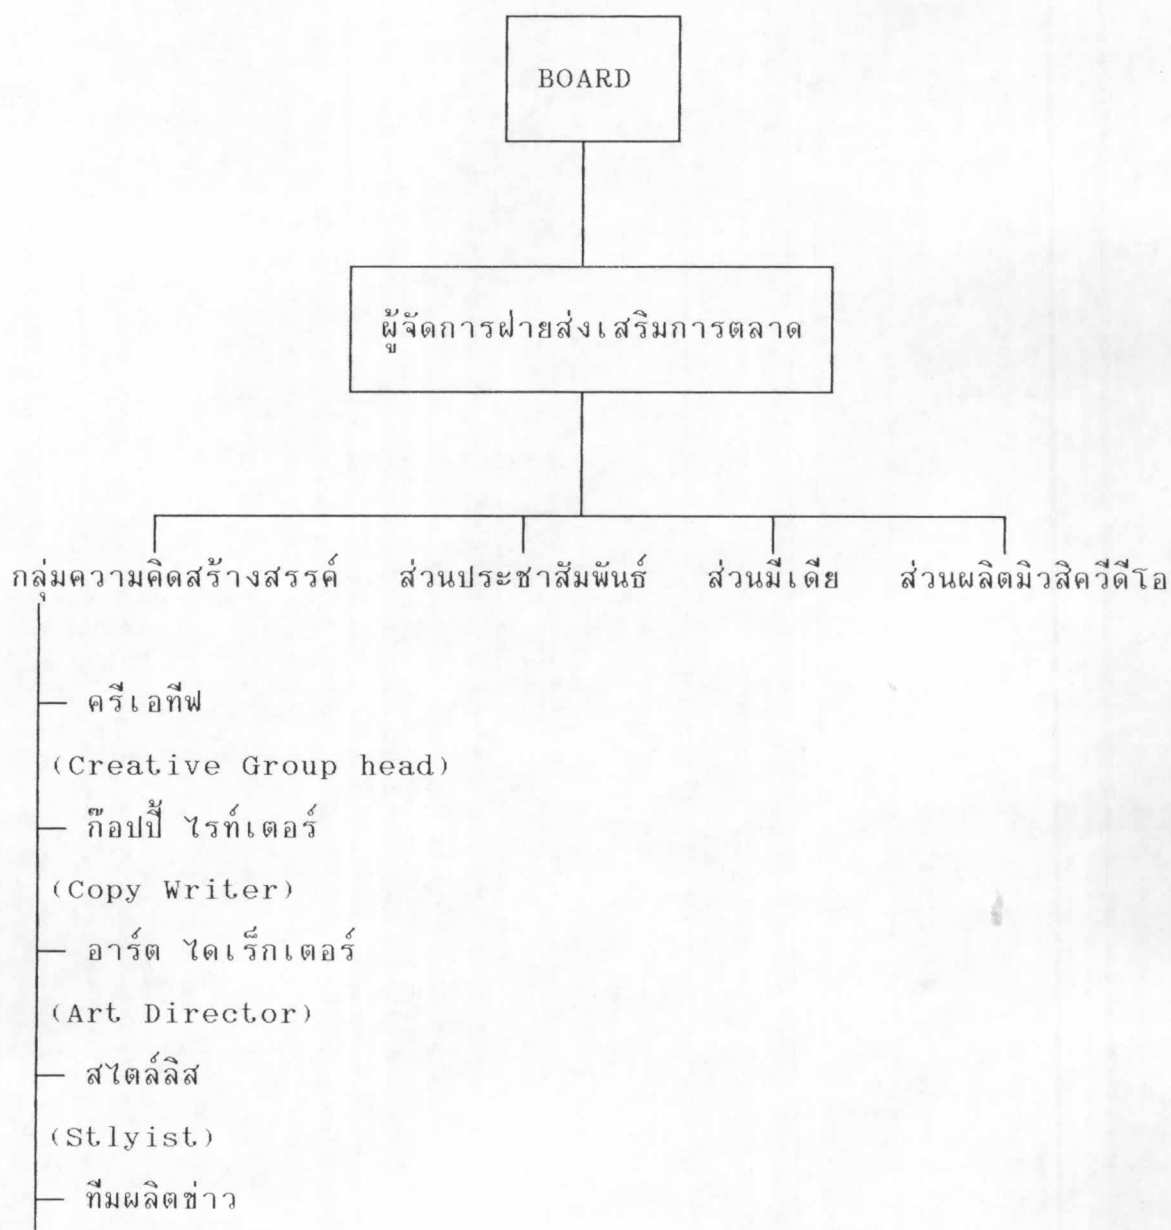 BOARD
ผู้จัดการฝ่ายส่งเสริมการตลาด
กลุ่มความคิดสร้างสรรค์ ส่วนประชาสัมพันธ์ ส่วนมีเดีย ส่วนผลิตมิวสิควีดีโอ
ครีเอทีฟ
(Creative Group head)
ก๊อปปี้ ไรท์เตอร์
(Copy Writer)
อาร์ต ไดเร็กเตอร์
(Art Director)
สไตล์ลิส
(Stlyist)
ทีมผลิตข่าว